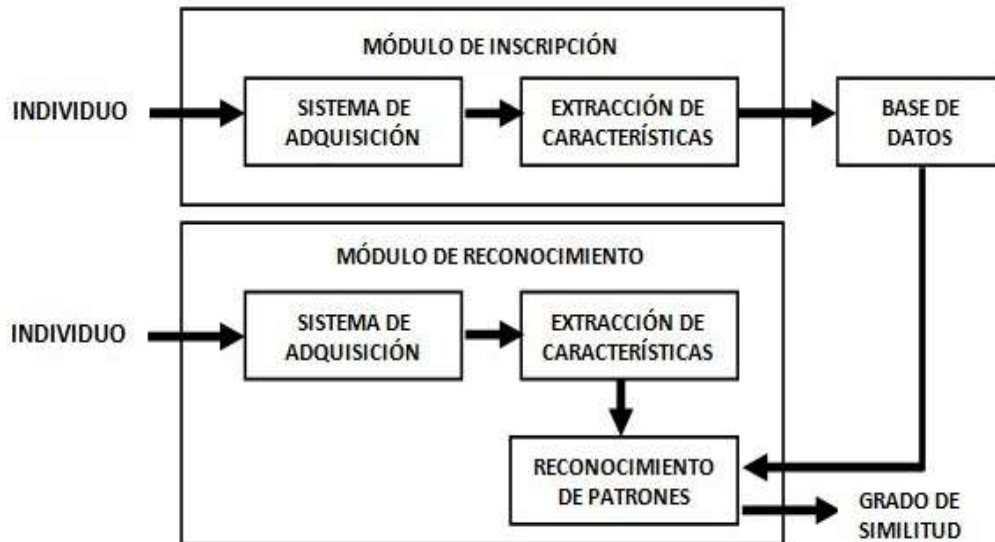 MÓDULO DE INSCRIPCIÓN
INDIVIDUO
SISTEMA DE
ADQUISICIÓN
EXTRACCIÓN DE
CARACTERÍSTICAS
BASE DE
DATOS
MÓDULO DE RECONOCIMIENTO
INDIVIDUO
SISTEMA DE
ADQUISICIÓN
EXTRACCIÓN DE
CARACTERÍSTICAS
RECONOCIMIENTO
DE PATRONES
GRADO DE
SIMILITUD